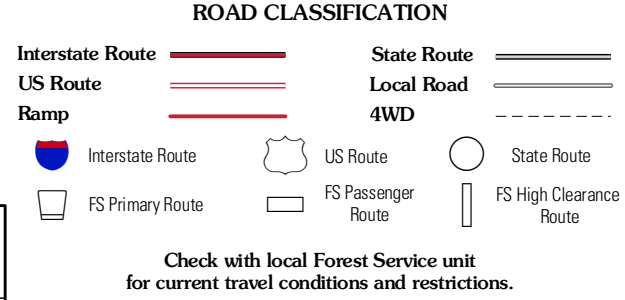 ROAD CLASSIFICATION
Interstate Route
State Route
US Route
Local Road
Ramp
4WD
Interstate Route
US Route
State Route
FS Primary Route
FS Passenger
Route
FS High Clearance
Route
Check with local Forest Service unit
for current travel conditions and restrictions.